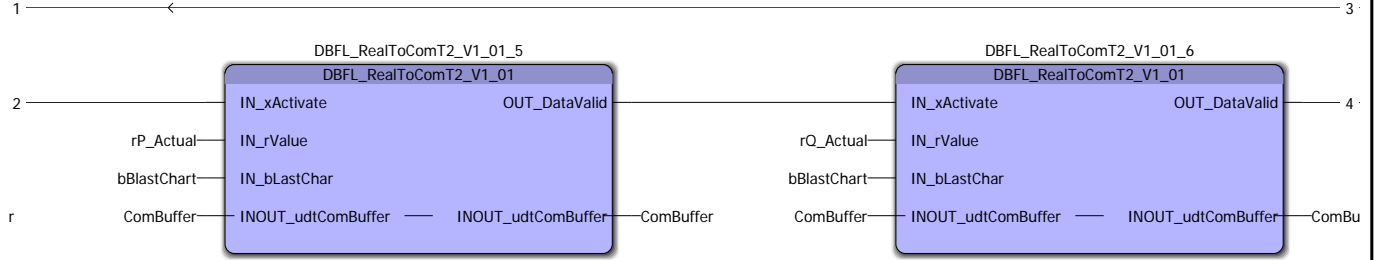 1 3
DBFL_RealToComT2_V1_01_5 DBFL_RealToComT2_V1_01_6
DBFL_RealToComT2_V1_01 DBFL_RealToComT2_V1_01
2 IN_xActivate OUT_DataValid IN_xActivate OUT_DataValid 4
rP_Actual IN_rValue rQ_Actual IN_rValue
bBlastChart IN_bLastChar bBlastChart IN_bLastChar
r ComBuffer INOUT_udtComBuffer INOUT_udtComBuffer ComBuffer ComBuffer INOUT_udtComBuffer INOUT_udtComBuffer ComBu